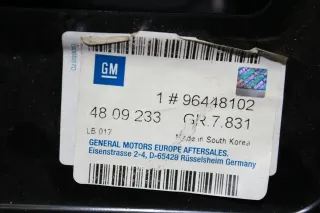 GM
1 # 96448102
48 09 233 GR.7.831
LB 017 Made in South Korea
GENERAL MOTORS EUROPE AFTERSALES.
Eisenstrasse 2-4, D-65428 Rüsselsheim Germany